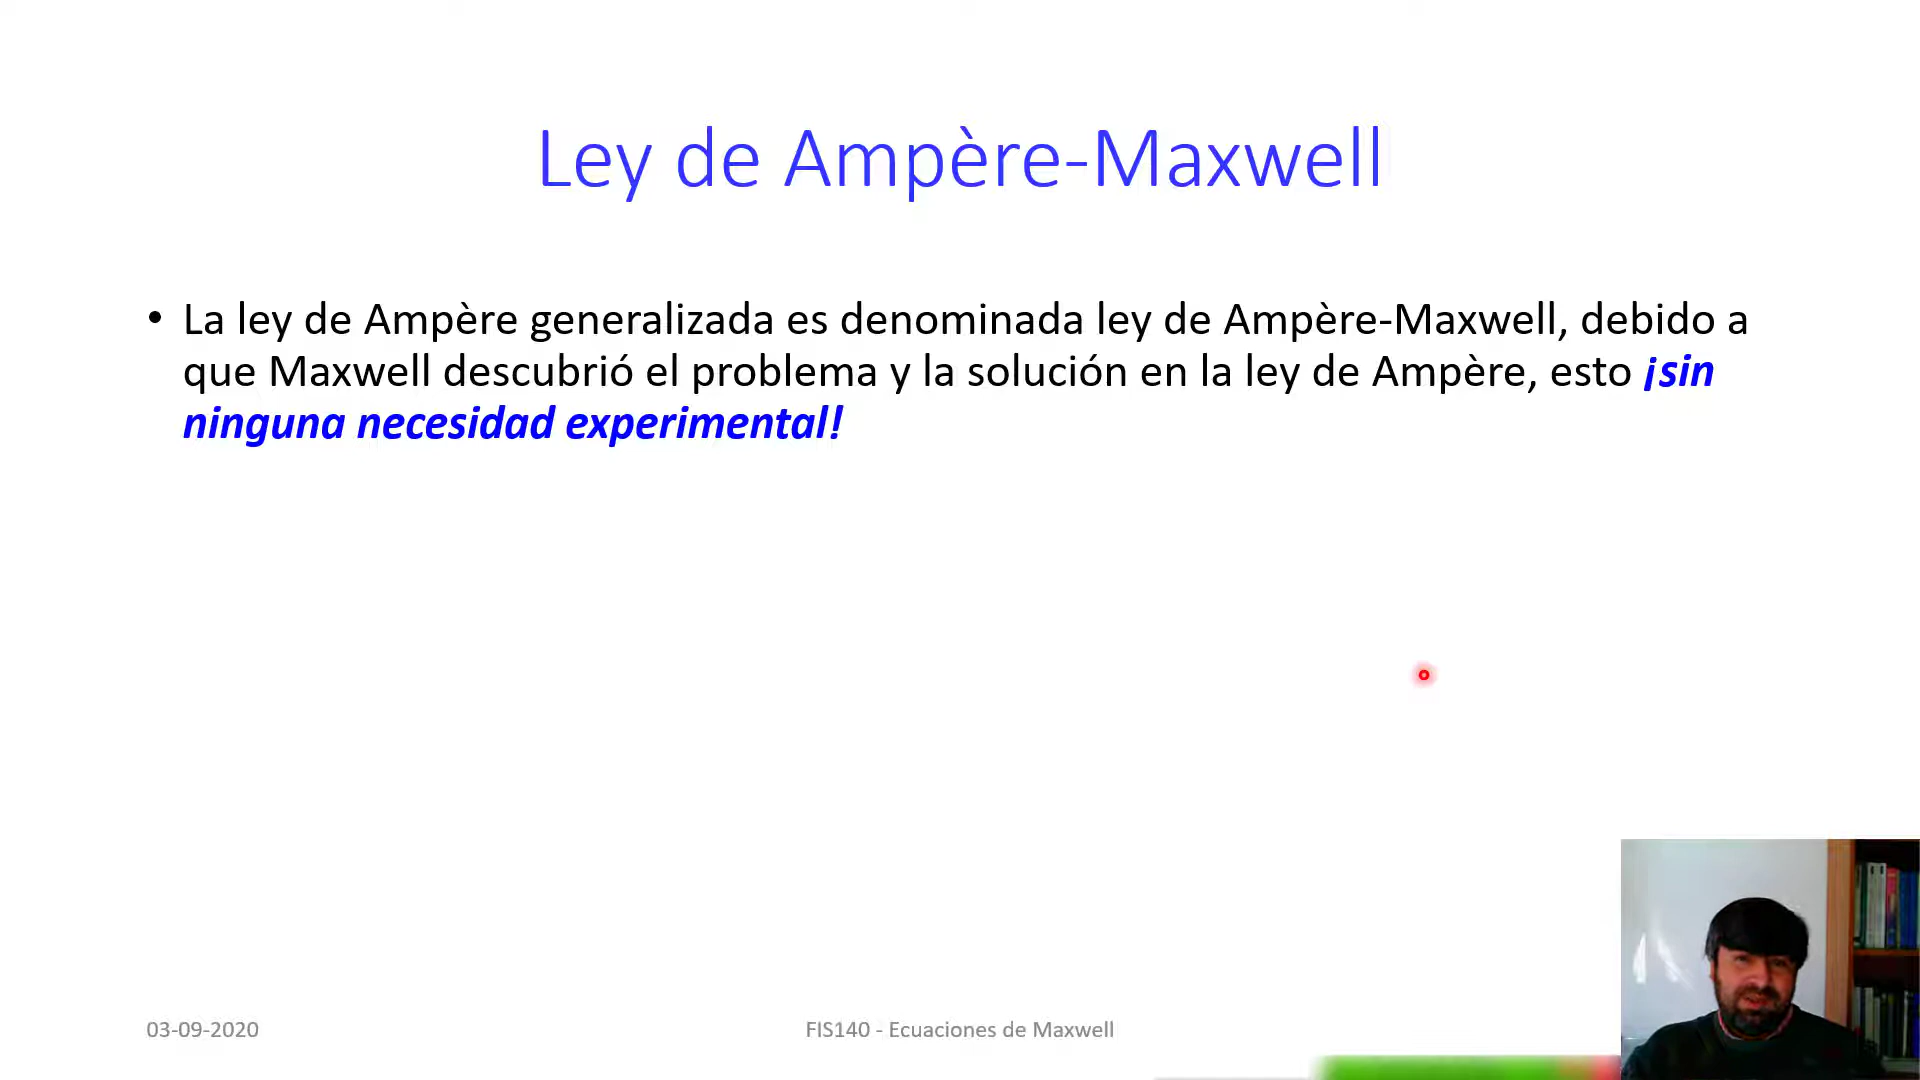 Ley de Ampère-Maxwell
• La ley de Ampère generalizada es denominada ley de Ampère-Maxwell, debido a
que Maxwell descubrió el problema y la solución en la ley de Ampère, esto ¡sin
ninguna necesidad experimental!
03-09-2020
FIS140 - Ecuaciones de Maxwell